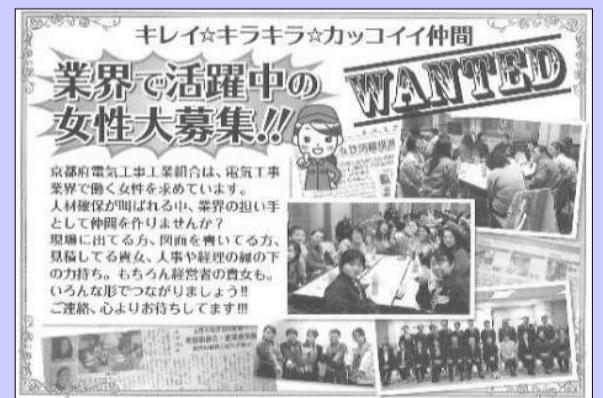 キレイ☆キラキラ☆カッコイイ仲間
業界で活躍中の
女性大募集!!
WANTED
京都府電気工事工業組合は、電気工事
業界で働く女性を求めています。
人材確保が叫ばれる中、業界の担い手
として仲間を作りませんか？
現場に出てる方、図面を書いてる方、
見積してる貴女、人事や経理の縁の下
の力持ち。もちろん経営者の貴女も。
いろんな形でつながりましょう!!
ご連絡、心よりお待ちしてます!!!